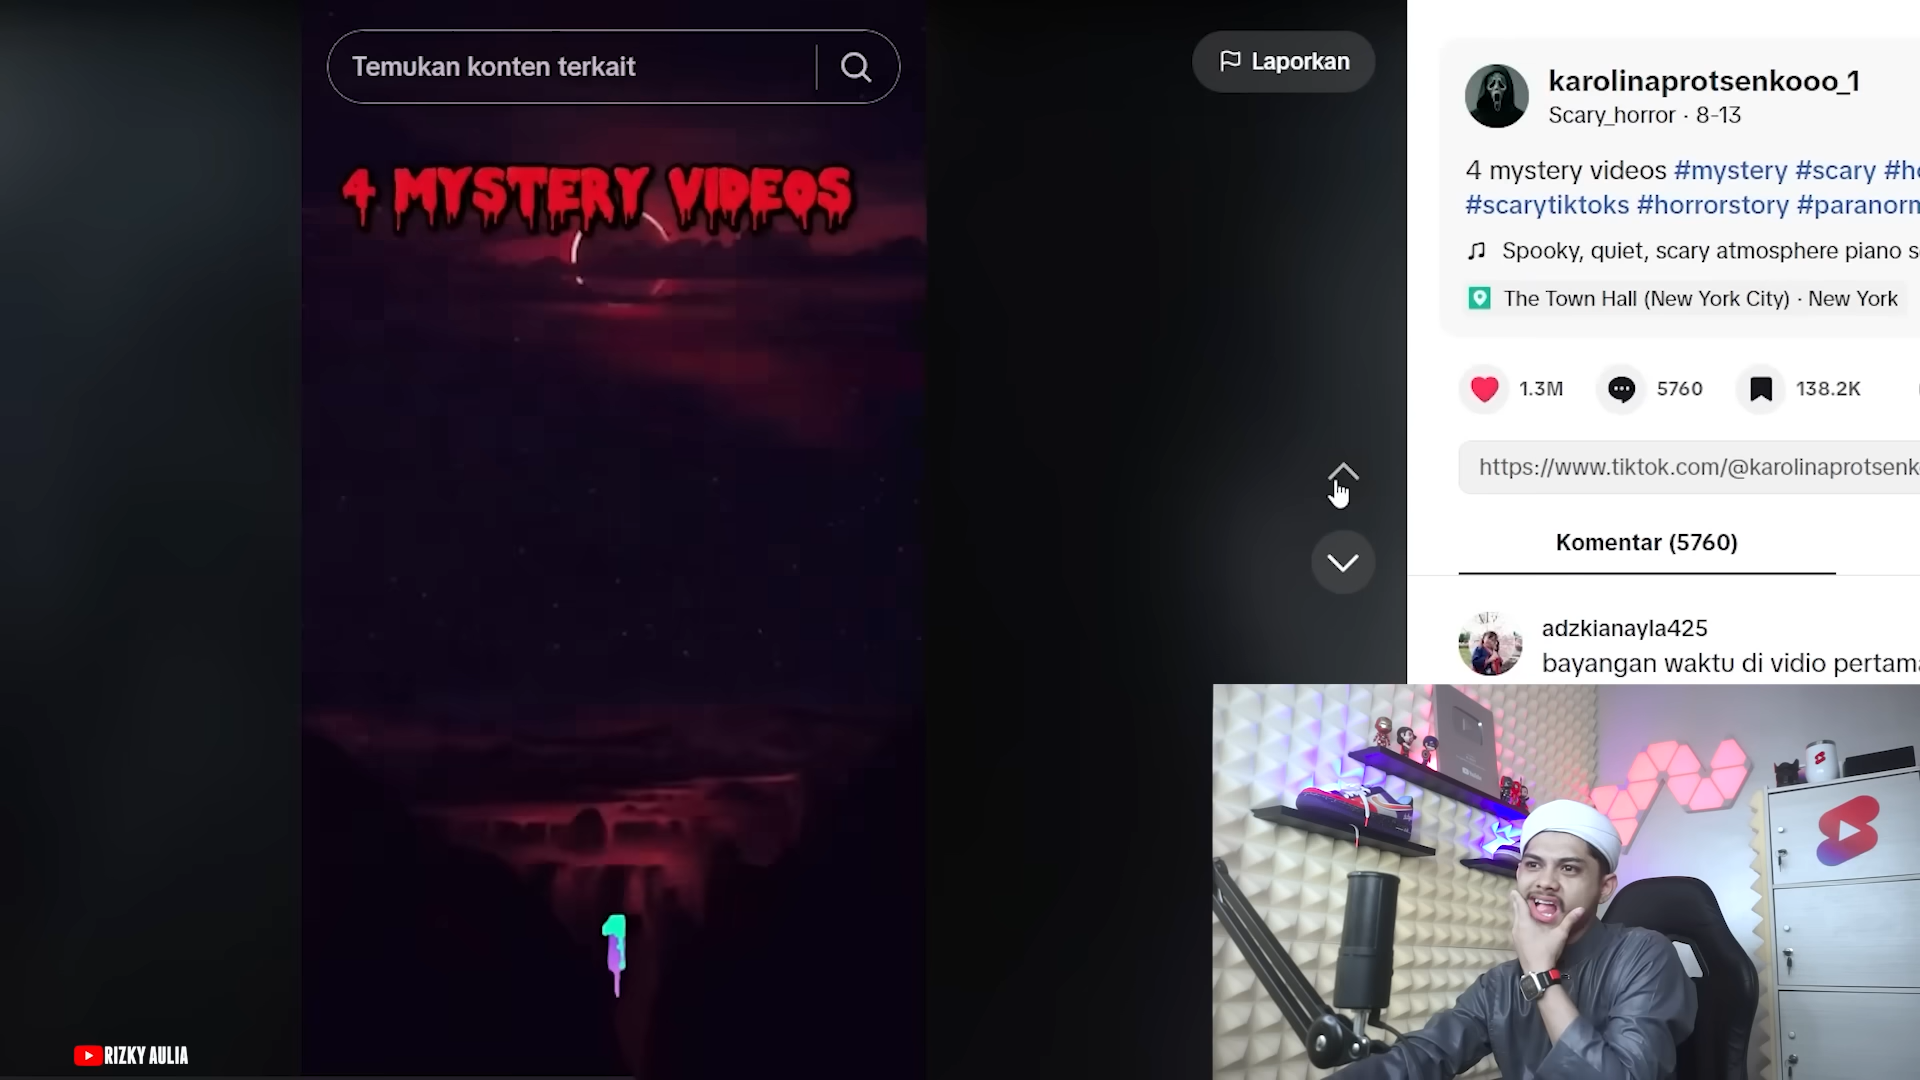 Temukan konten terkait
Laporkan
4 MYSTERY VIDEOS
1
karolinaprotsenkooo_1
Scary_horror · 8-13
4 mystery videos #mystery #scary
#scarytiktoks #horrorstory
Spooky, quiet, scary atmosphere piano
The Town Hall (New York City) · New York
1.3M
5760
138.2K
https://www.tiktok.com/@karolinaprotsenk
Komentar (5760)
adzkianayla425
bayangan waktu di vidio
RIZKY AULIA